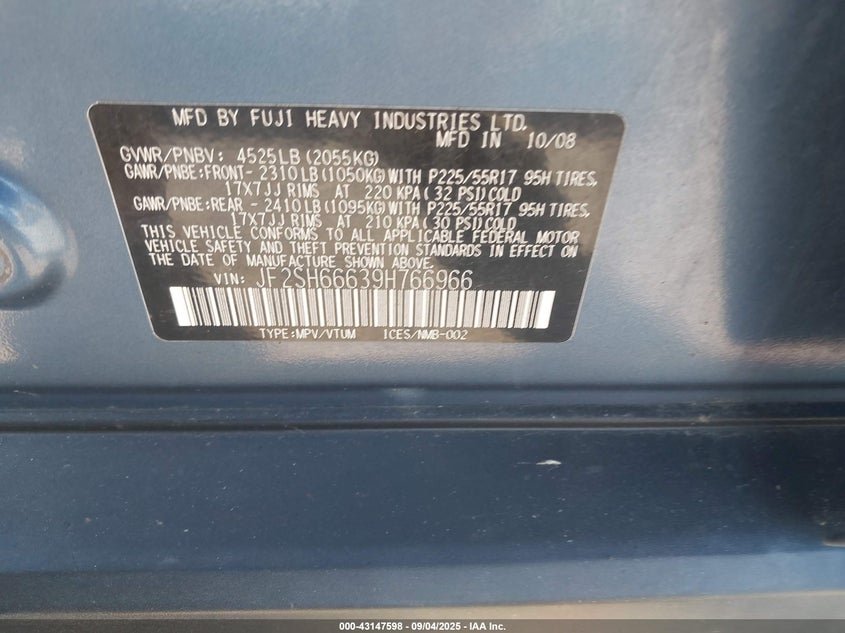 MFD BY FUJI HEAVY INDUSTRIES LTD.
MFD IN 10/08
GVWR/PNBV: 4525LB(2055KG)
GAWR/PNBE:FRONT- 2310LB(1050KG)WITH P225/55R17 95H TIRES,
17X7JJ RIMS AT 220 KPA(32 PSI)COLD
GAWR/PNBE:REAR - 2410LB(1095KG)WITH P225/55R17 95H TIRES,
17X7JJ RIMS AT 210 KPA(30 PSI)COLD
THIS VEHICLE CONFORMS TO ALL APPLICABLE FEDERAL MOTOR
VEHICLE SAFETY AND THEFT PREVENTION STANDARDS IN EFFECT ON
THE DATE OF MANUFACTURE SHOWN ABOVE.
VIN: JF2SH66639H766966
TYPE:MPV/VTUM ICES/NMB-002
000-43147598 - 09/04/2025 - IAA Inc.